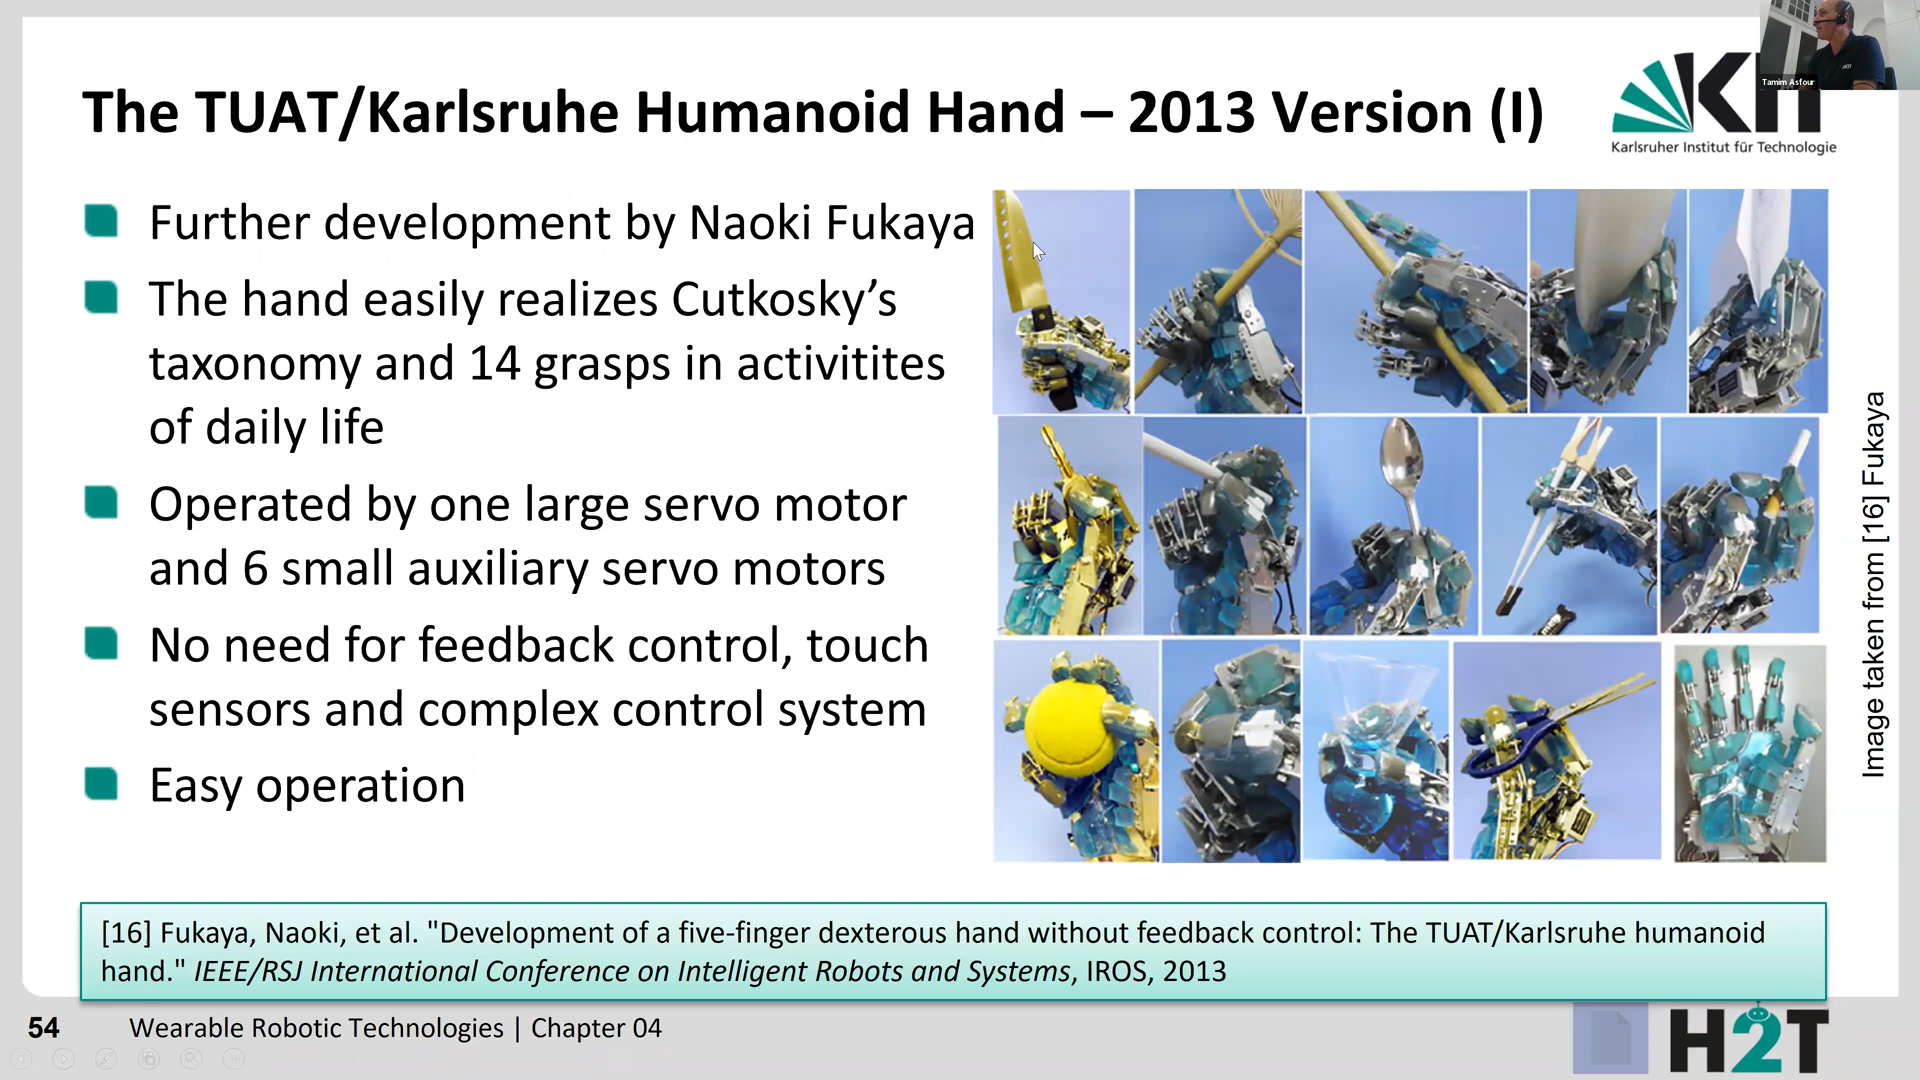 Tamim Asfour
The TUAT/Karlsruhe Humanoid Hand – 2013 Version (I)
KIT
Karlsruher Institut für Technologie
Further development by Naoki Fukaya
The hand easily realizes Cutkosky’s
taxonomy and 14 grasps in activitites
of daily life
Operated by one large servo motor
and 6 small auxiliary servo motors
No need for feedback control, touch
sensors and complex control system
Easy operation
Image taken from [16] Fukaya
[16] Fukaya, Naoki, et al. "Development of a five-finger dexterous hand without feedback control: The TUAT/Karlsruhe humanoid
hand." IEEE/RSJ International Conference on Intelligent Robots and Systems, IROS, 2013
54 Wearable Robotic Technologies | Chapter 04
H2T